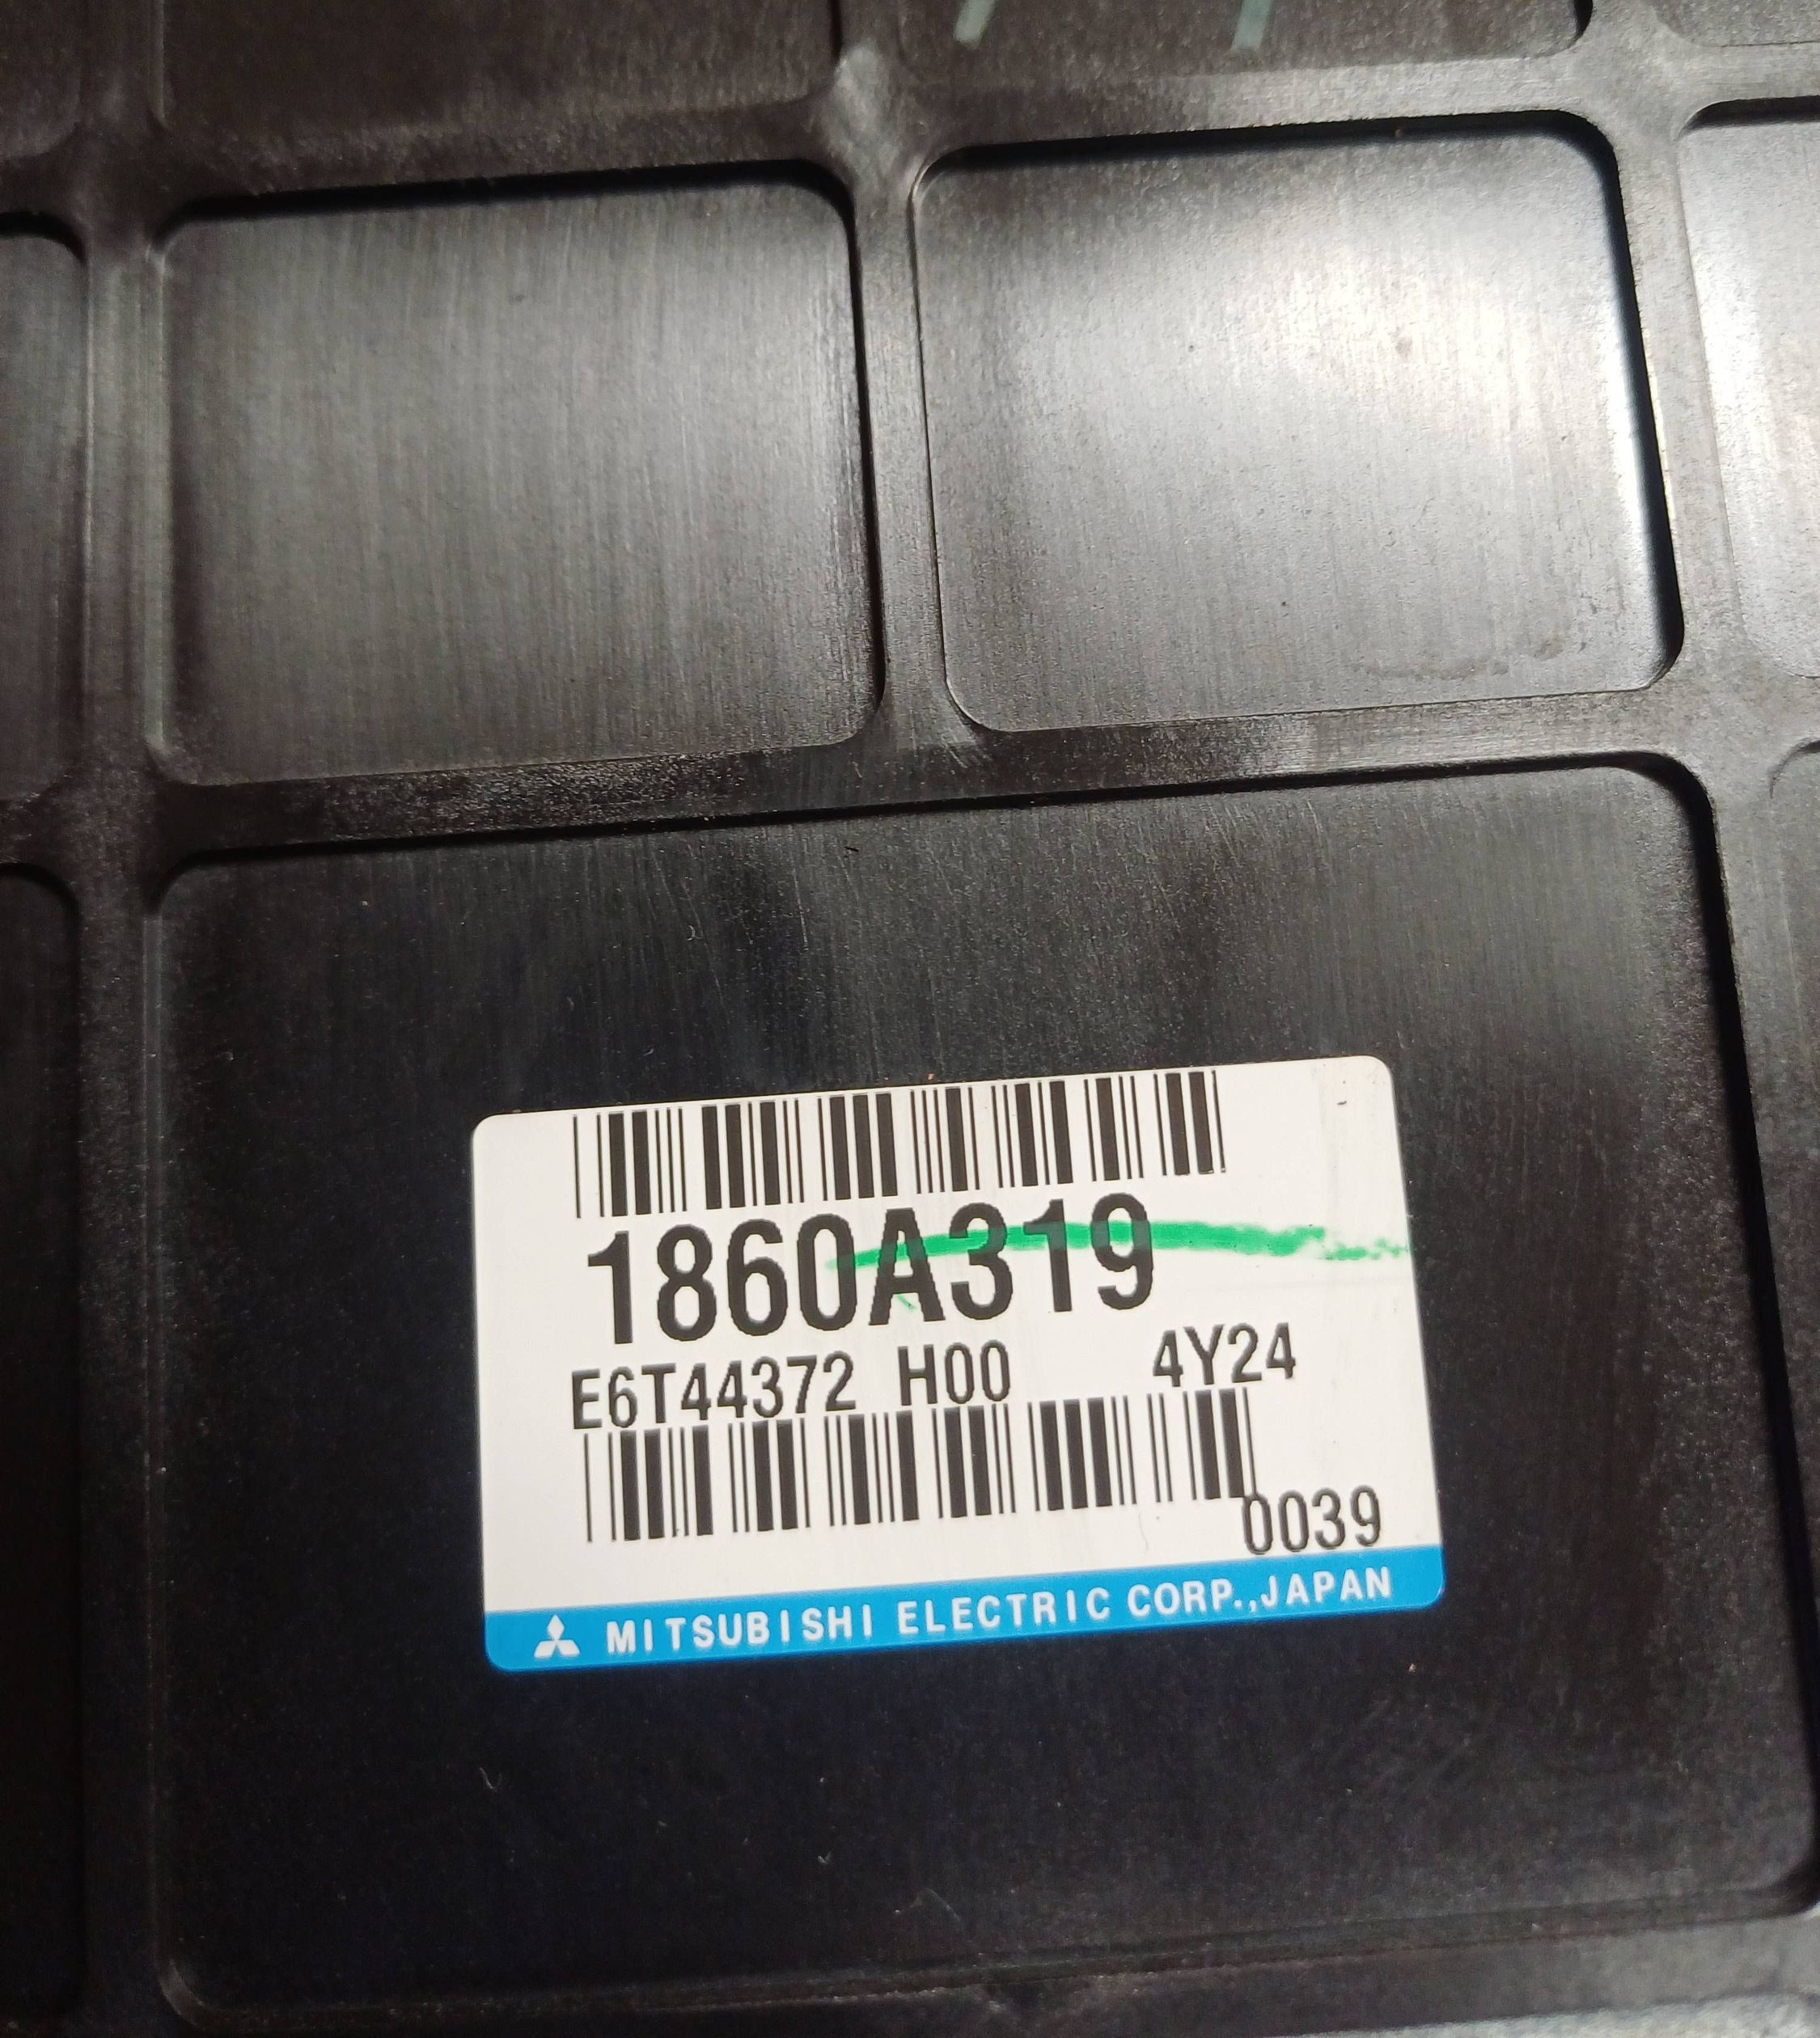 1860A319
E6T44372 H00 4Y24
0039
MITSUBISHI ELECTRIC CORP.,JAPAN